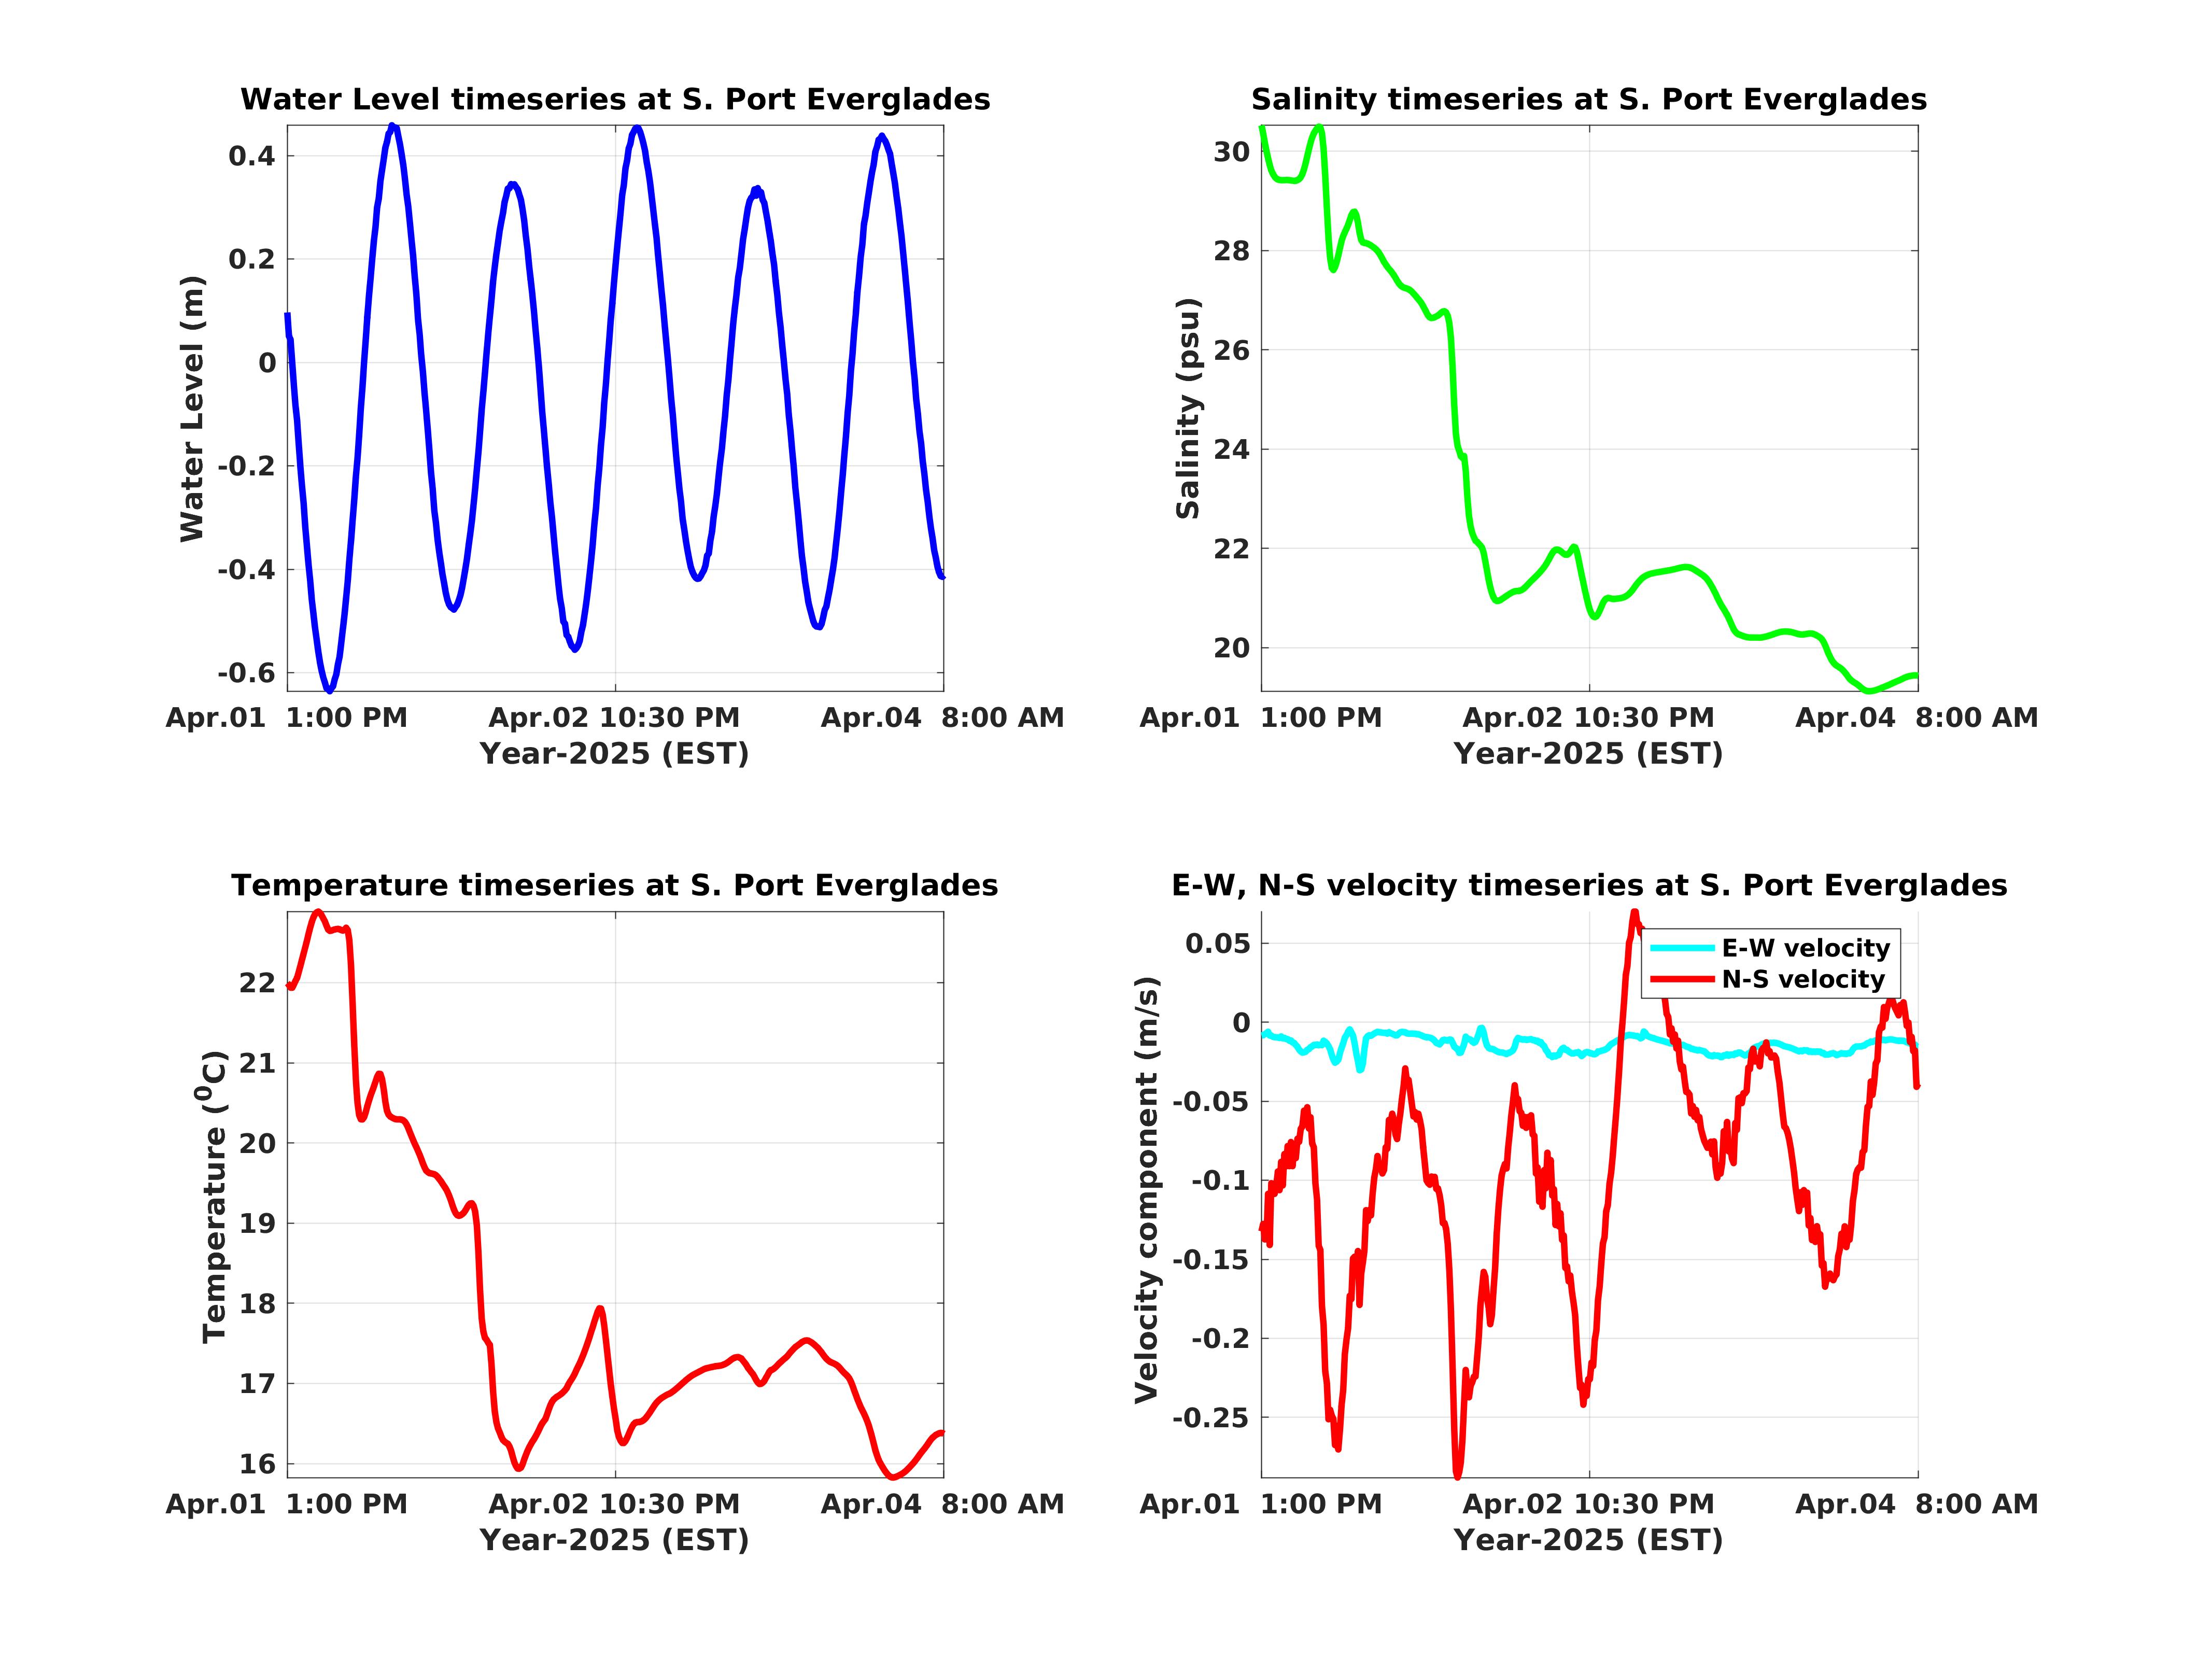 Water Level timeseries at S. Port Everglades
0.4
0.2
0
-0.2
-0.4
-0.6
Water Level (m)
Apr.01 1:00 PM
Apr.02 10:30 PM
Apr.04 8:00 AM
Year-2025 (EST)
Salinity timeseries at S. Port Everglades
30
28
26
24
22
20
Salinity (psu)
Apr.01 1:00 PM
Apr.02 10:30 PM
Apr.04 8:00 AM
Year-2025 (EST)
Temperature timeseries at S. Port Everglades
22
21
20
19
18
17
16
Temperature (⁰C)
Apr.01 1:00 PM
Apr.02 10:30 PM
Apr.04 8:00 AM
Year-2025 (EST)
E-W, N-S velocity timeseries at S. Port Everglades
E-W velocity
N-S velocity
0.05
0
-0.05
-0.1
-0.15
-0.2
-0.25
Velocity component (m/s)
Apr.01 1:00 PM
Apr.02 10:30 PM
Apr.04 8:00 AM
Year-2025 (EST)